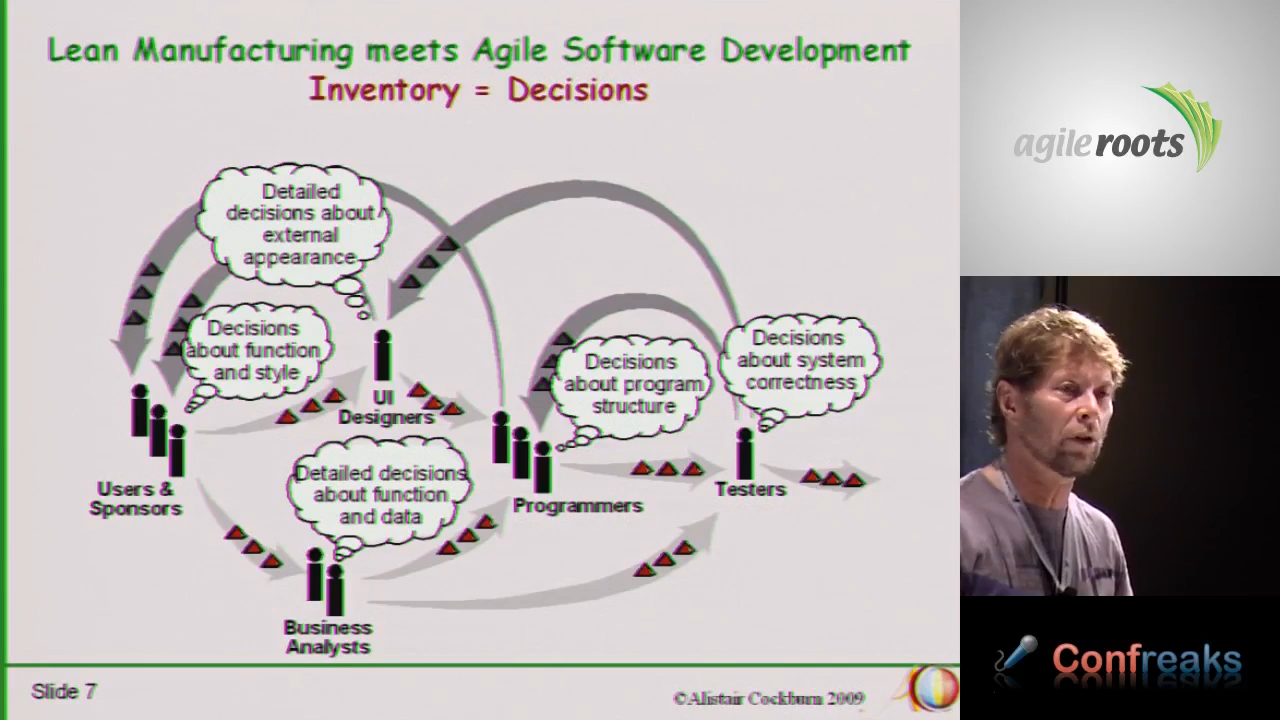 Lean Manufacturing meets Agile Software Development
Inventory = Decisions
Detailed
decisions about
external
appearance
Decisions
about function
and style
UI
Designers
Decisions
about program
structure
Decisions
about system
correctness
Users &
Sponsors
Detailed decisions
about function
and data
Programmers
Testers
Business
Analysts
Slide 7
©Alistair Cockburn 2009
agile roots
Confreaks